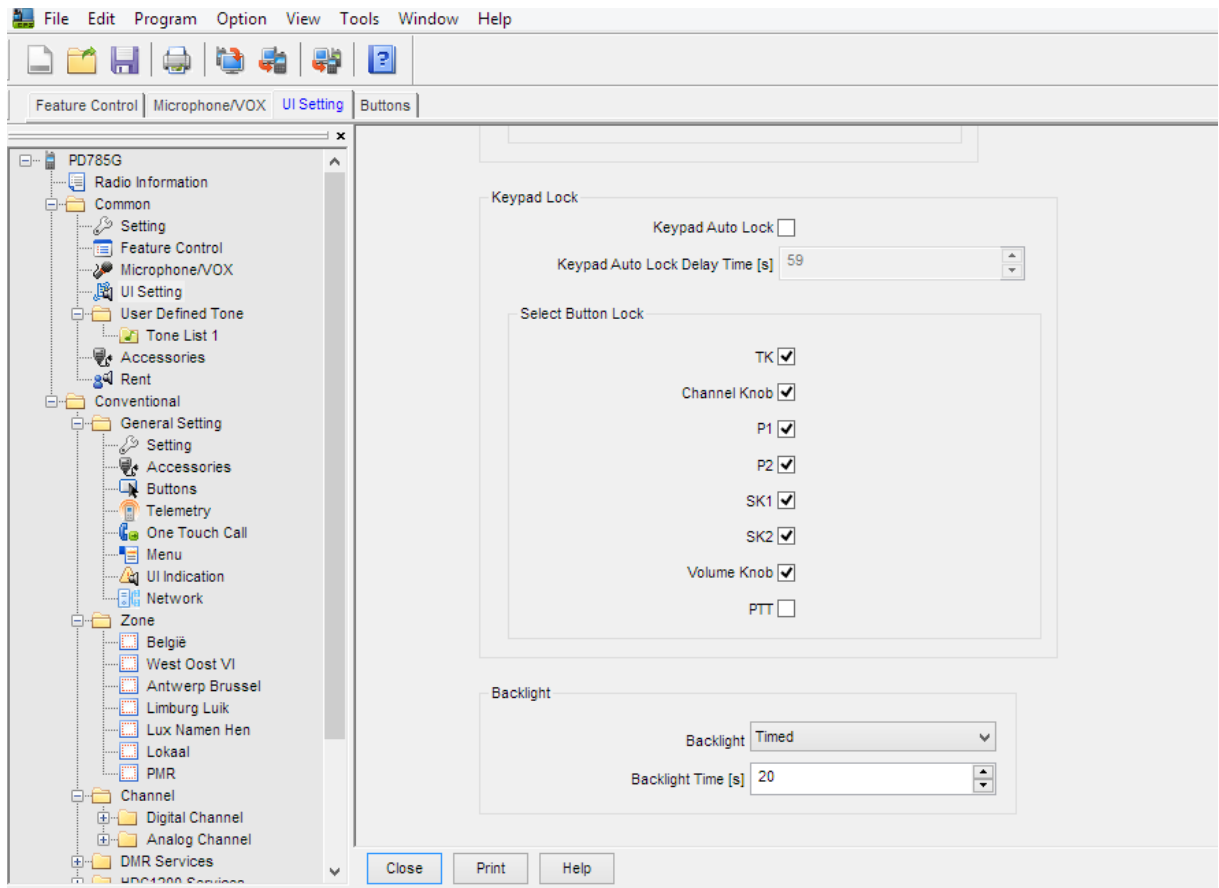 File Edit Program Option View Tools Window Help
Feature Control Microphone/VOX UI Setting Buttons
PD785G
Radio Information
Common
Setting
Feature Control
Microphone/VOX
UI Setting
User Defined Tone
Tone List 1
Accessories
Rent
Conventional
General Setting
Setting
Accessories
Buttons
Telemetry
One Touch Call
Menu
UI Indication
Network
Zone
België
West Oost Vl
Antwerp Brussel
Limburg Luik
Lux Namen Hen
Lokaal
PMR
Channel
Digital Channel
Analog Channel
DMR Services
Keypad Lock
Keypad Auto Lock
Keypad Auto Lock Delay Time [s] 59
Select Button Lock
TK
Channel Knob
P1
P2
SK1
SK2
Volume Knob
PTT
Backlight
Backlight Timed
Backlight Time [s] 20
Close Print Help